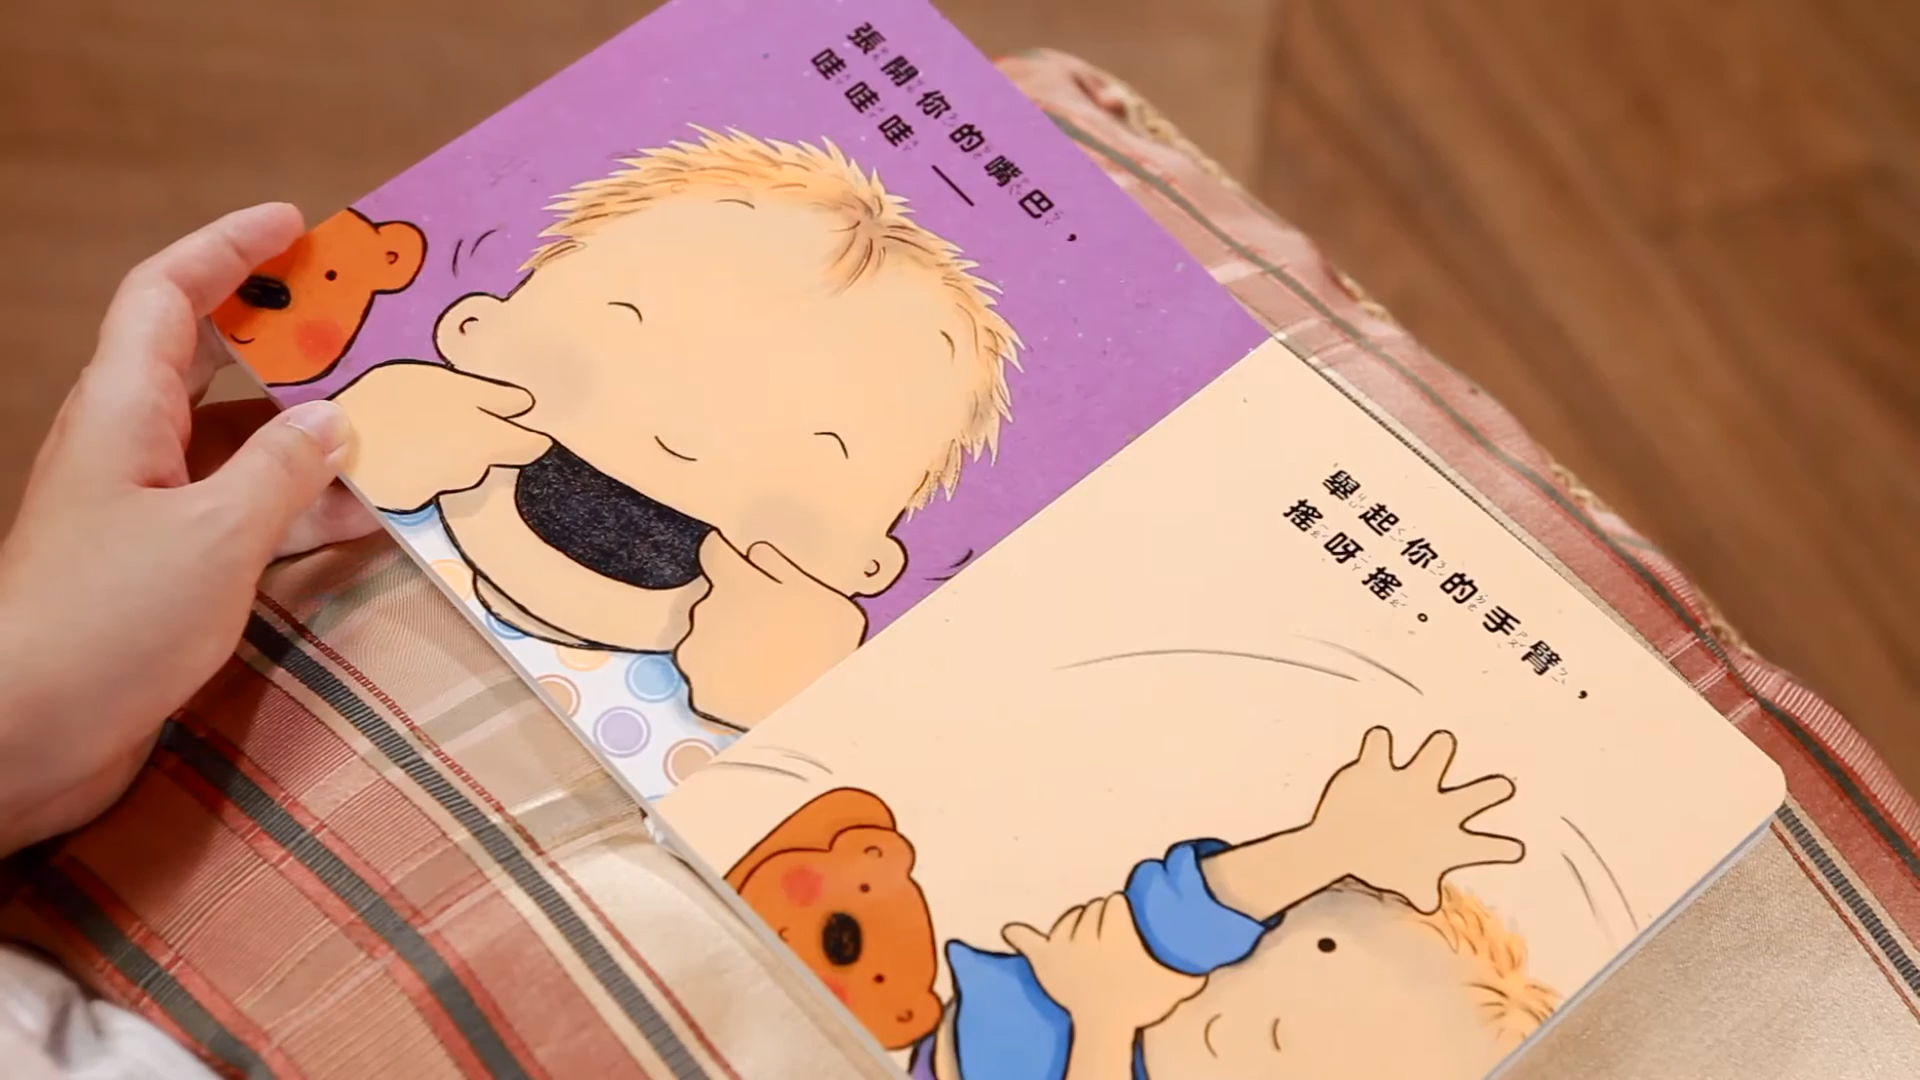 張開你的嘴巴，
哇哇哇——
舉起你的手臂，
搖呀搖。